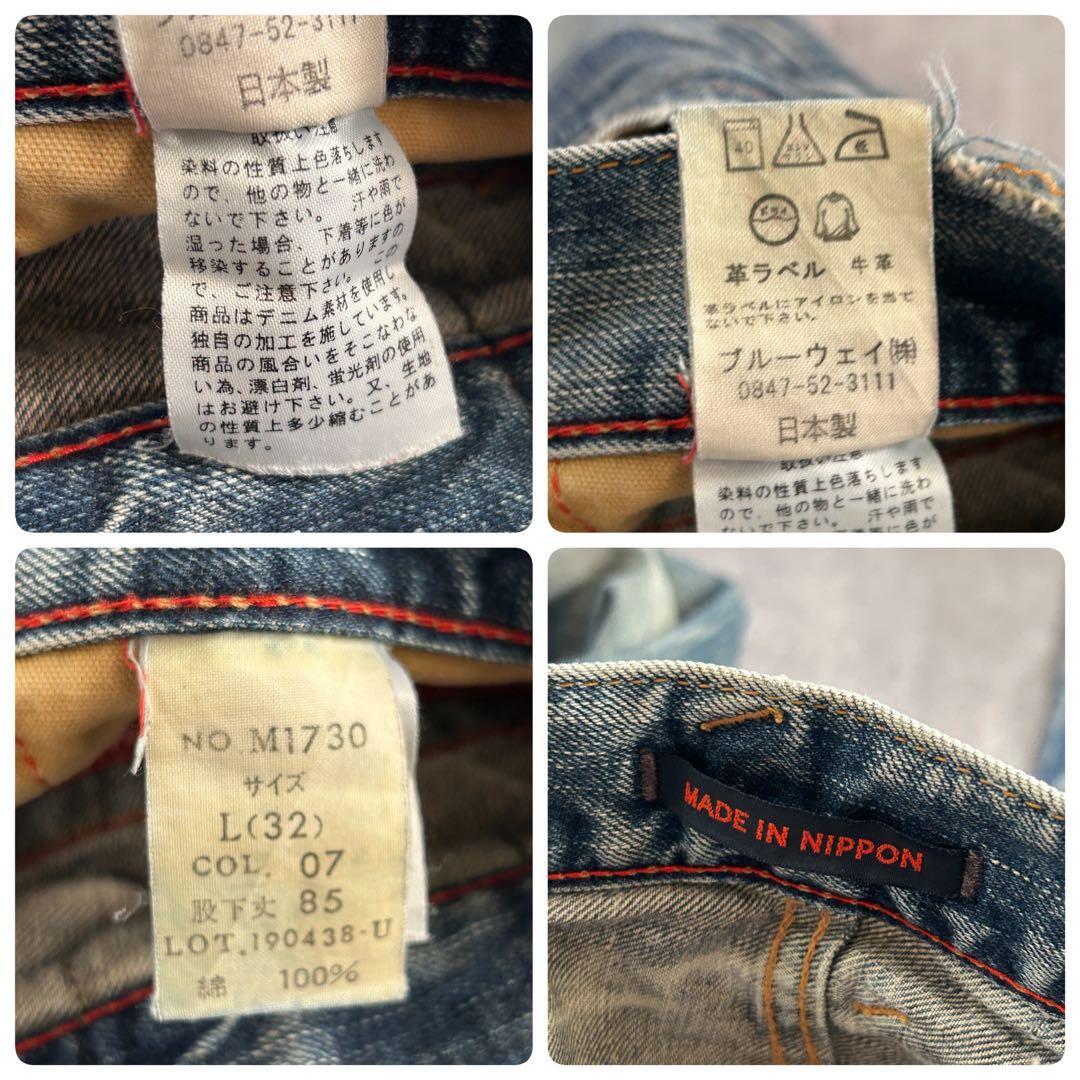 0847-52-3111
日本製
取扱い注意
染料の性質上色落ちします
ので、他の物と一緒に洗わ
ないで下さい。 汗や雨で
湿った場合、下着等に色が
移染することがありますの
で、ご注意下さい。 この
商品はデニム素材を使用し
独自の加工を施しています。
商品の風合いをそこなわな
い為、漂白剤、蛍光剤の使用
はお避け下さい。又、生地
の性質上多少縮むことがあ
ります。
40
エンソ
サラシ
低
ドライ
革ラベル 牛革
革ラベルにアイロンを当て
ないで下さい。
ブルーウェイ㈱
0847-52-3111
日本製
取扱い注意
染料の性質上色落ちします
ので、他の物と一緒に洗わ
ないで下さい。 汗や雨で
NO.M1730
サイズ
L(32)
COL. 07
股下丈 85
LOT.190438-U
綿 100%
MADE IN NIPPON